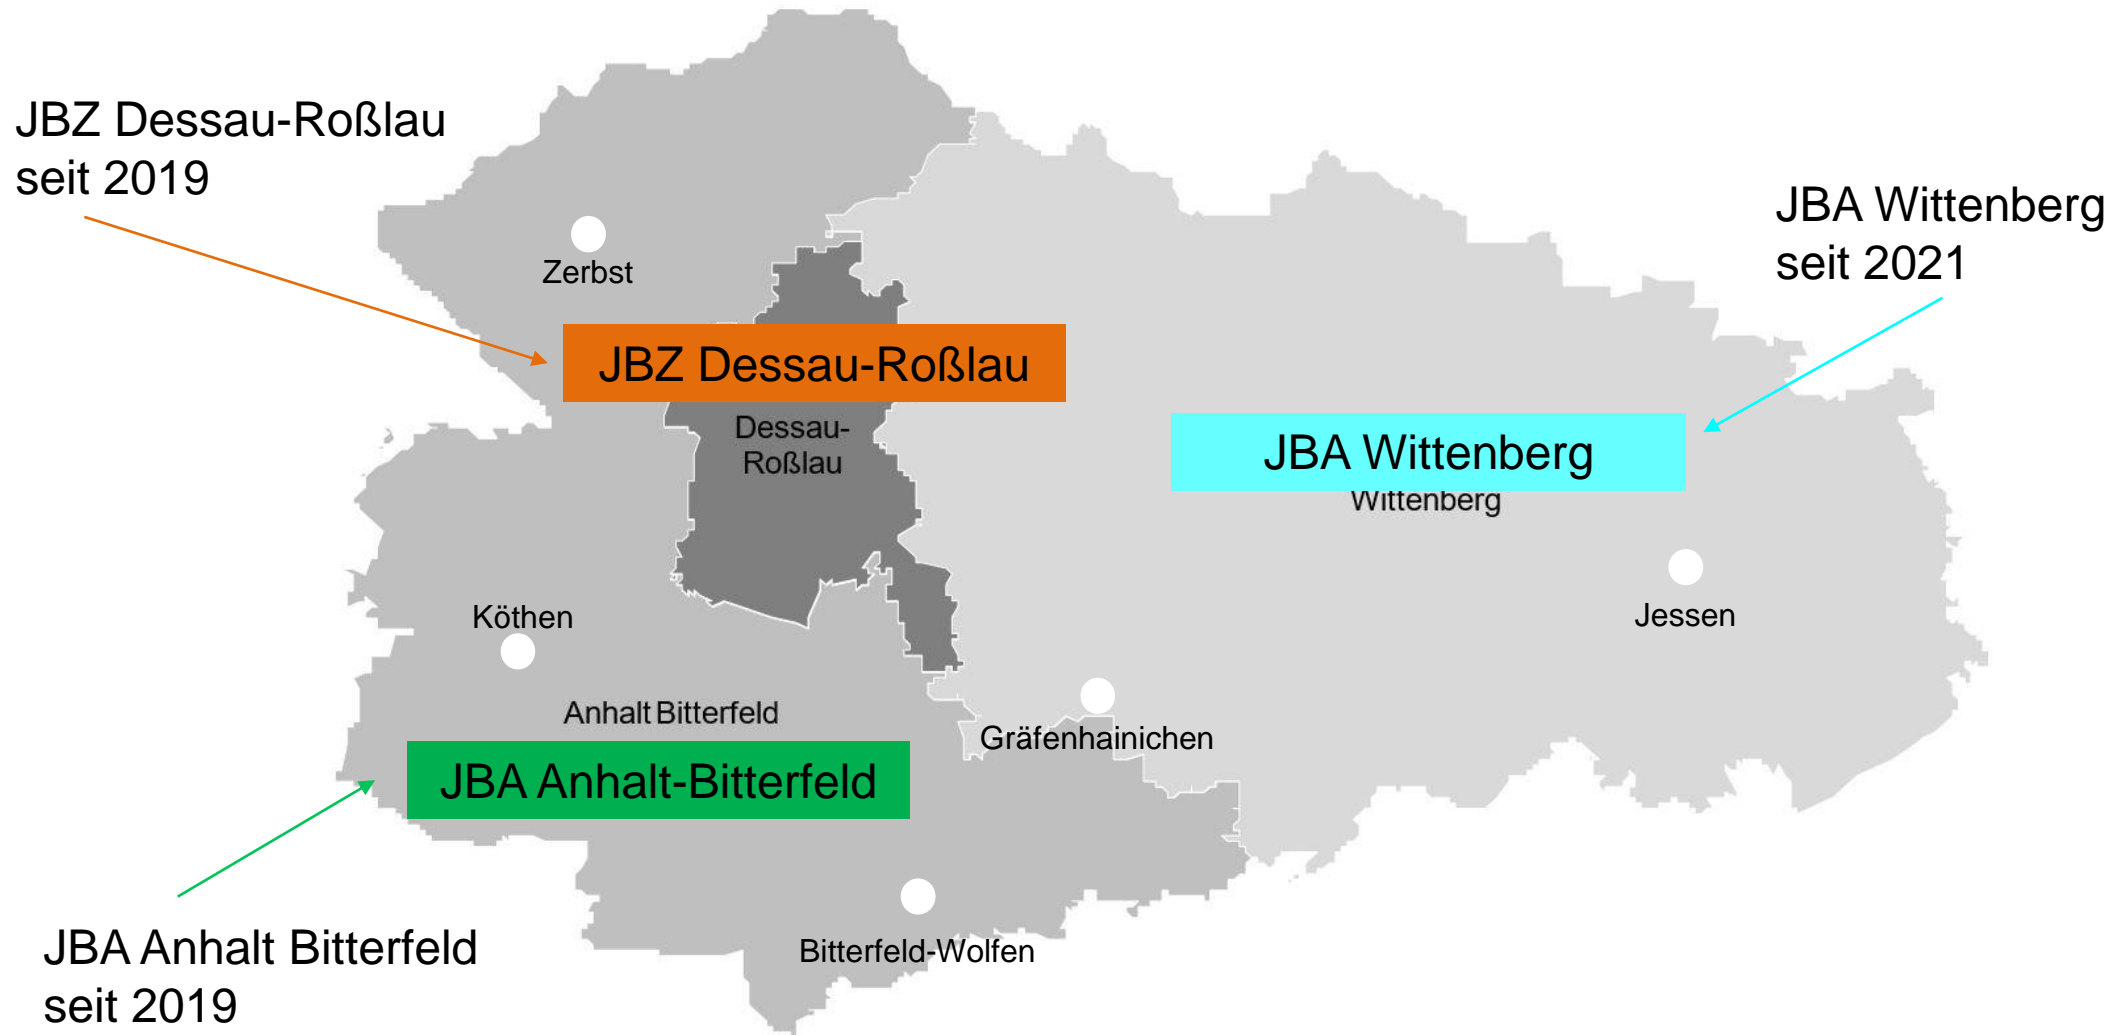 JBZ Dessau-Roßlau
seit 2019
JBA Wittenberg
seit 2021
Zerbst
JBZ Dessau-Roßlau
Dessau-
Roßlau
JBA Wittenberg
Wittenberg
Jessen
Köthen
Anhalt Bitterfeld
Gräfenhainichen
JBA Anhalt-Bitterfeld
Bitterfeld-Wolfen
JBA Anhalt Bitterfeld
seit 2019